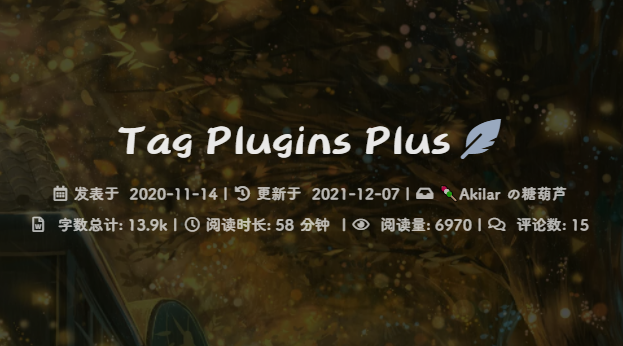 Tag Plugins Plus
发表于 2020-11-14 | 更新于 2021-12-07 | Akilar の糖葫芦
字数总计: 13.9k | 阅读时长: 58 分钟 | 阅读量: 6970 | 评论数: 15